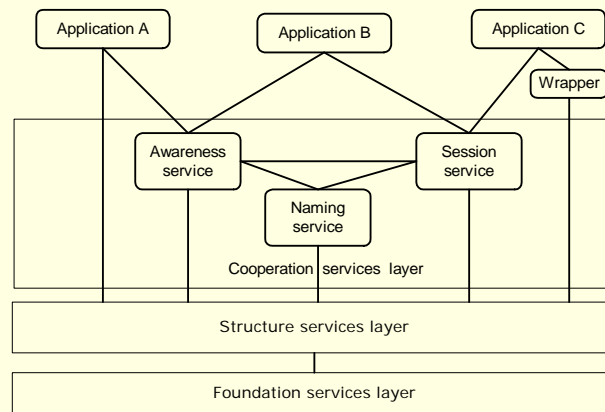 Application A
Application B
Application C
Wrapper
Awareness
service
Session
service
Naming
service
Cooperation services layer
Structure services layer
Foundation services layer